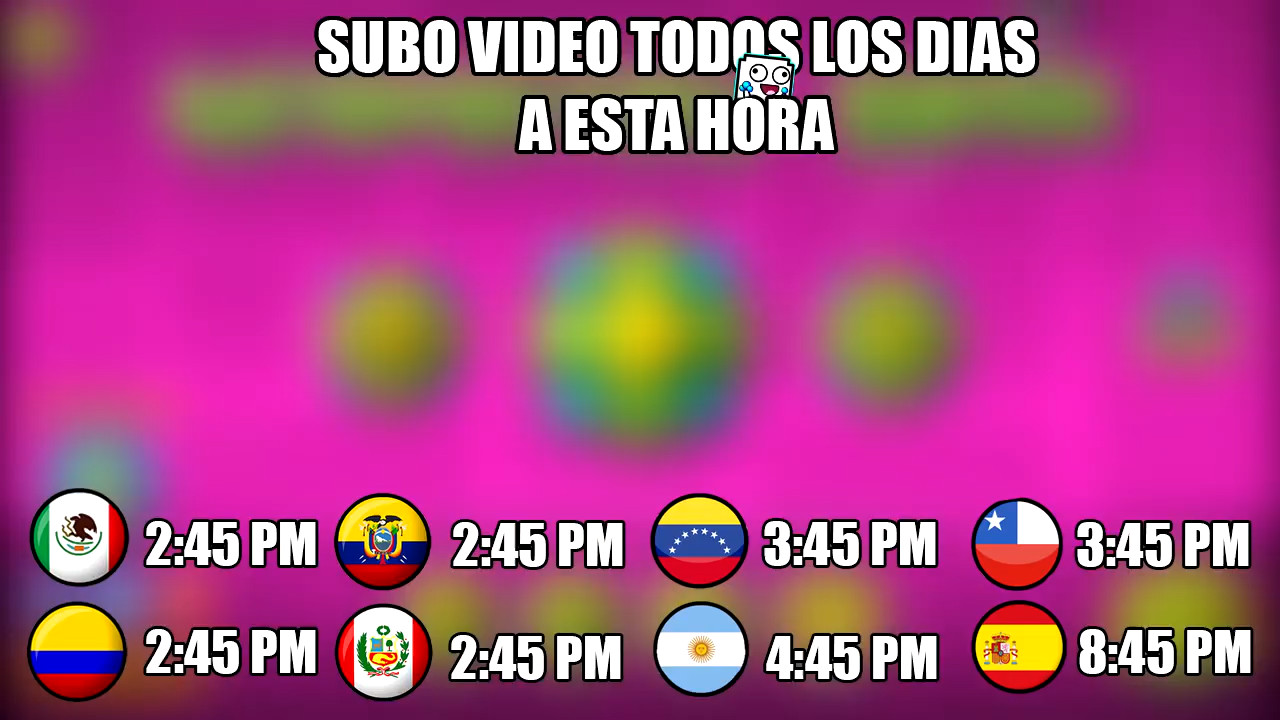 SUBO VIDEO TODOS LOS DIAS
A ESTA HORA
2:45 PM 2:45 PM 3:45 PM 3:45 PM
2:45 PM 2:45 PM 4:45 PM 8:45 PM